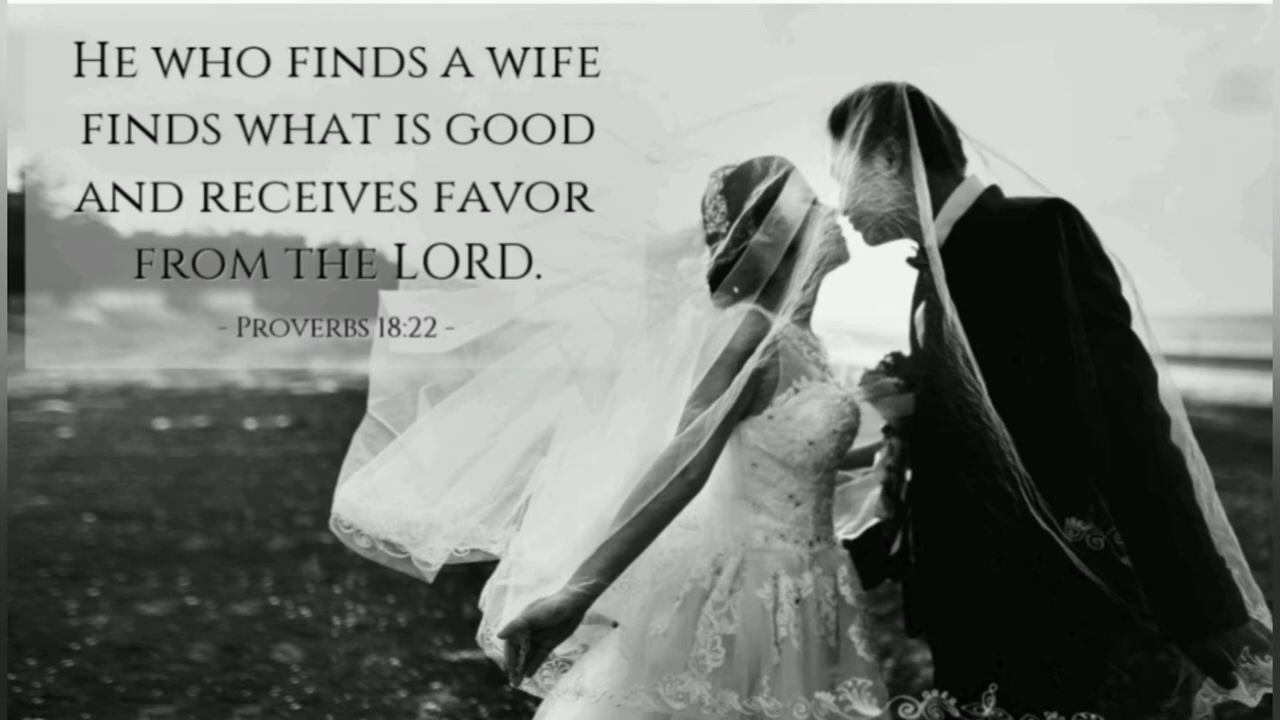 He who finds a wife
finds what is good
and receives favor
from the LORD.
- Proverbs 18:22 -